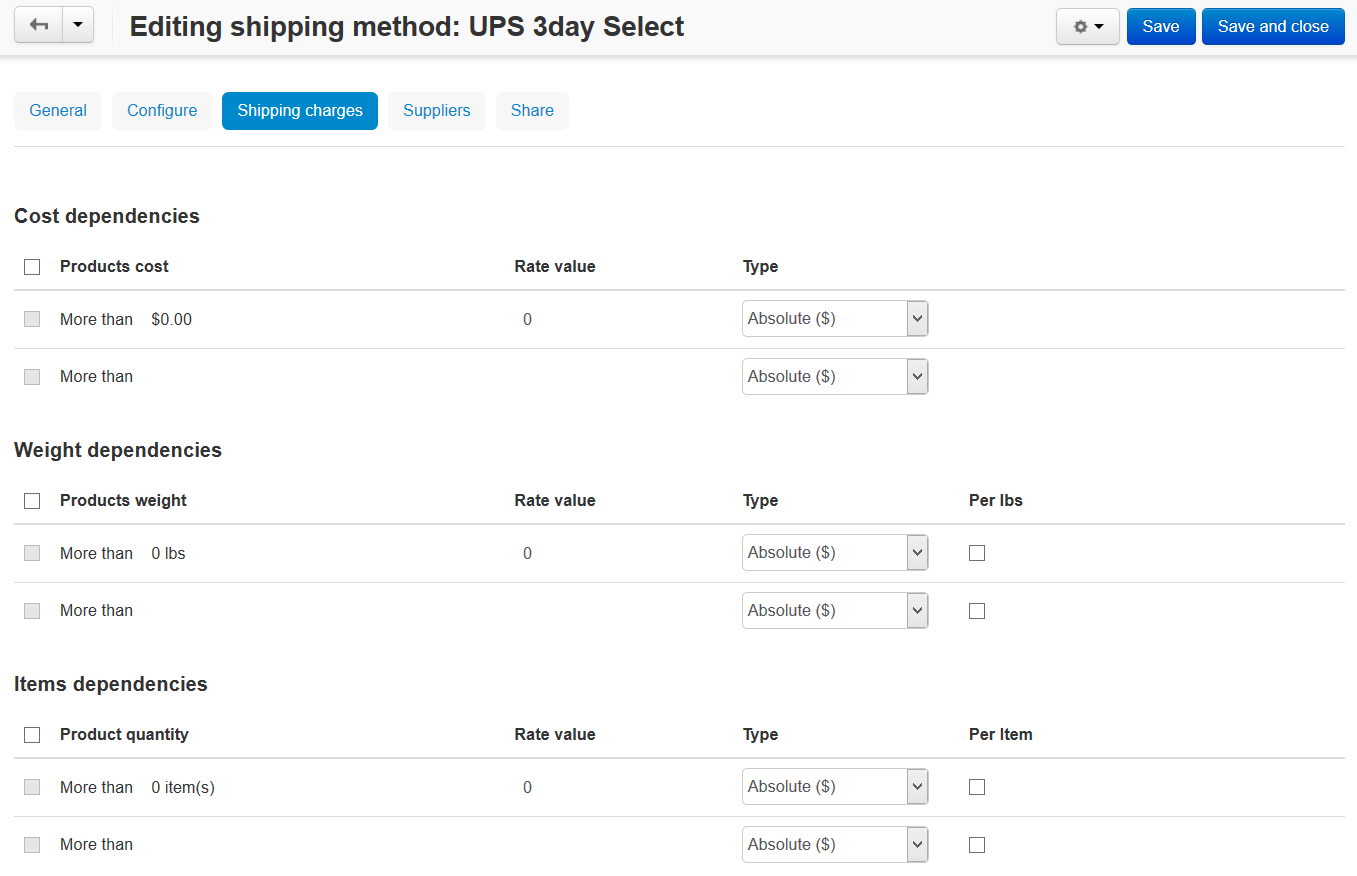 Editing shipping method: UPS 3day Select
Save
Save and close
General
Configure
Shipping charges
Suppliers
Share
Cost dependencies
Products cost Rate value Type
More than $0.00 0 Absolute ($)
More than Absolute ($)
Weight dependencies
Products weight Rate value Type Per lbs
More than 0 lbs 0 Absolute ($)
More than Absolute ($)
Items dependencies
Product quantity Rate value Type Per Item
More than 0 item(s) 0 Absolute ($)
More than Absolute ($)